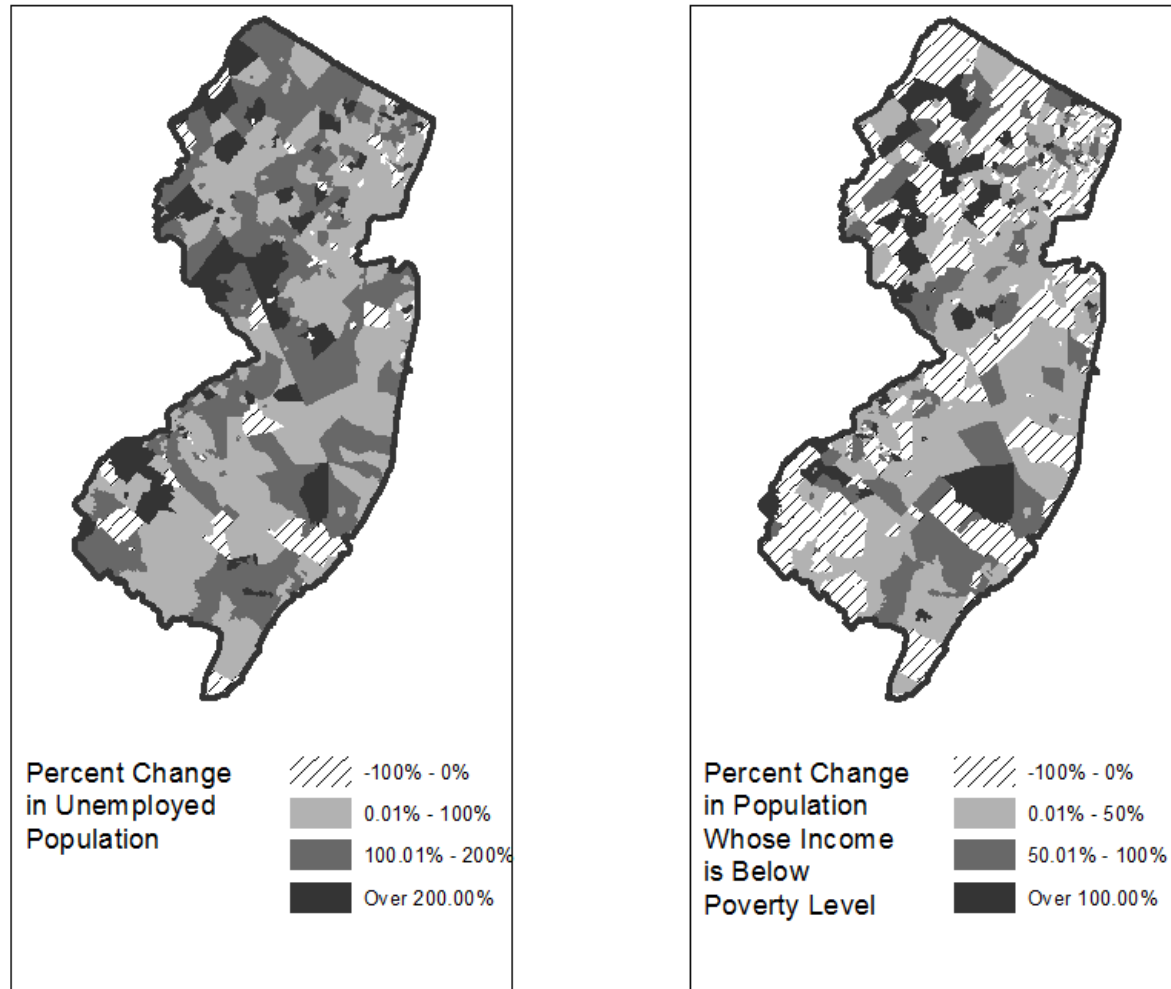 Percent Change
in Unemployed
Population
-100% - 0%
0.01% - 100%
100.01% - 200%
Over 200.00%
Percent Change
in Population
Whose Income
is Below
Poverty Level
-100% - 0%
0.01% - 50%
50.01% - 100%
Over 100.00%